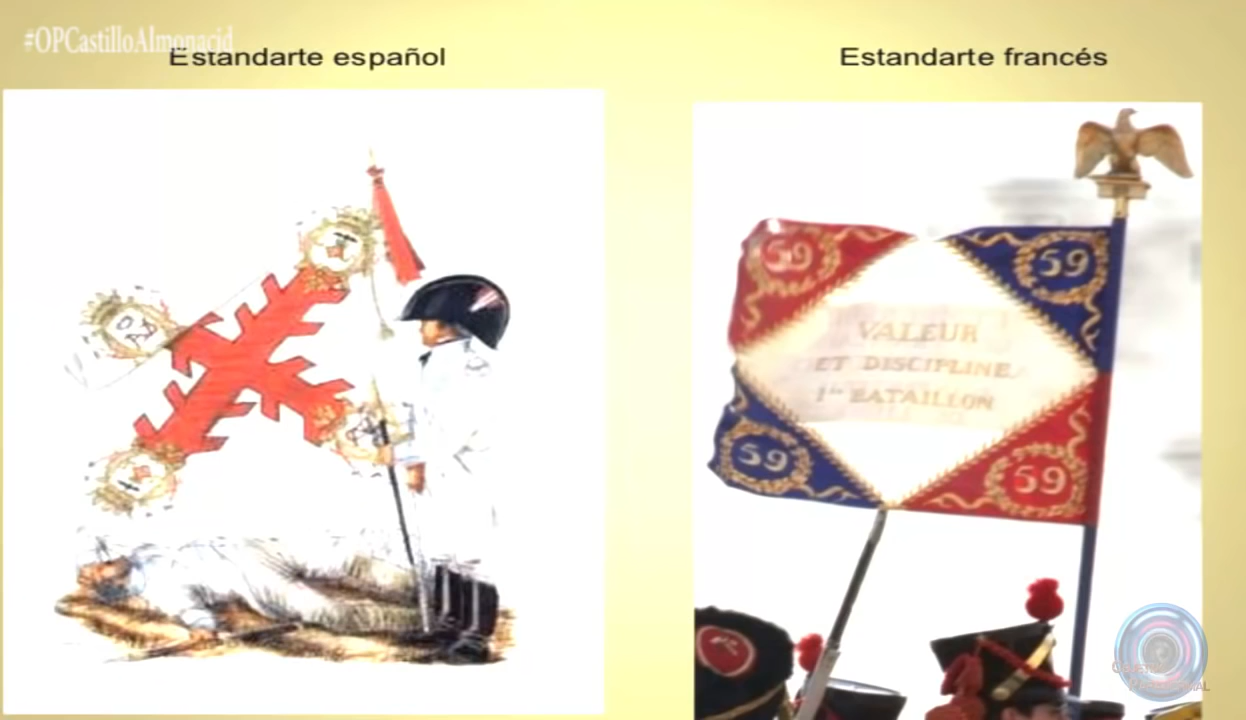 #OPCastilloAlmonacid
Estandarte español
Estandarte francés
59
59
VALEUR
ET DISCIPLINE
1er BATAILLON
59
59